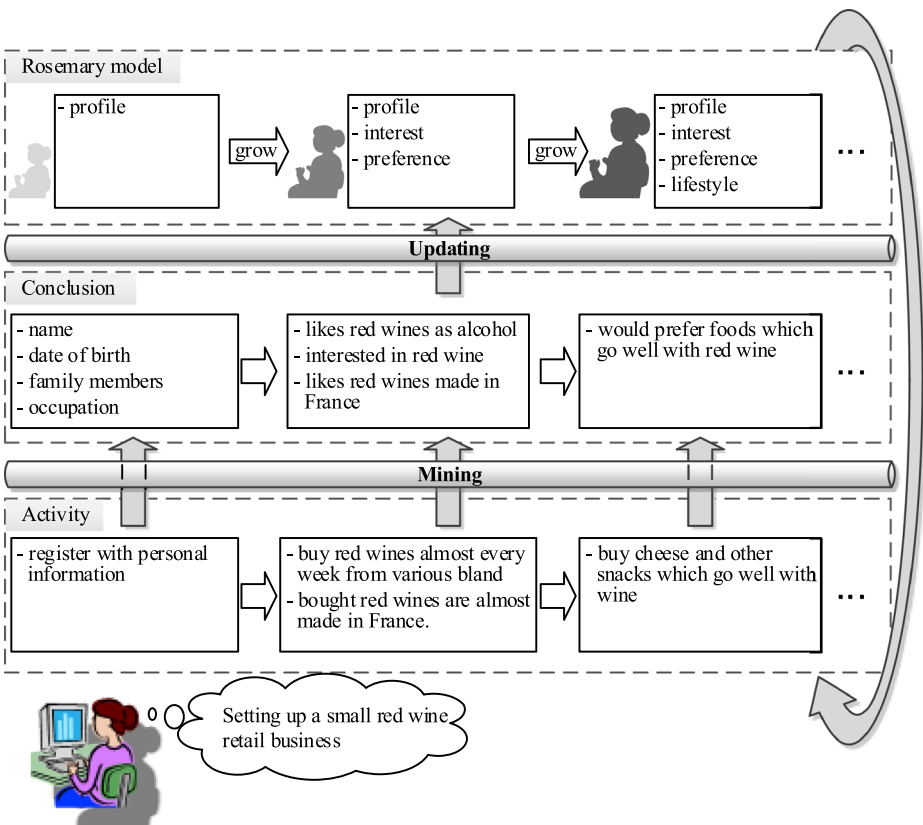 Rosemary model
- profile
grow
- profile
- interest
- preference
grow
- profile
- interest
- preference
- lifestyle
...
Updating
Conclusion
- name
- date of birth
- family members
- occupation
- likes red wines as alcohol
- interested in red wine
- likes red wines made in
France
- would prefer foods which
go well with red wine
...
Mining
Activity
- register with personal
information
- buy red wines almost every
week from various bland
- bought red wines are almost
made in France.
- buy cheese and other
snacks which go well with
wine
...
Setting up a small red wine
retail business